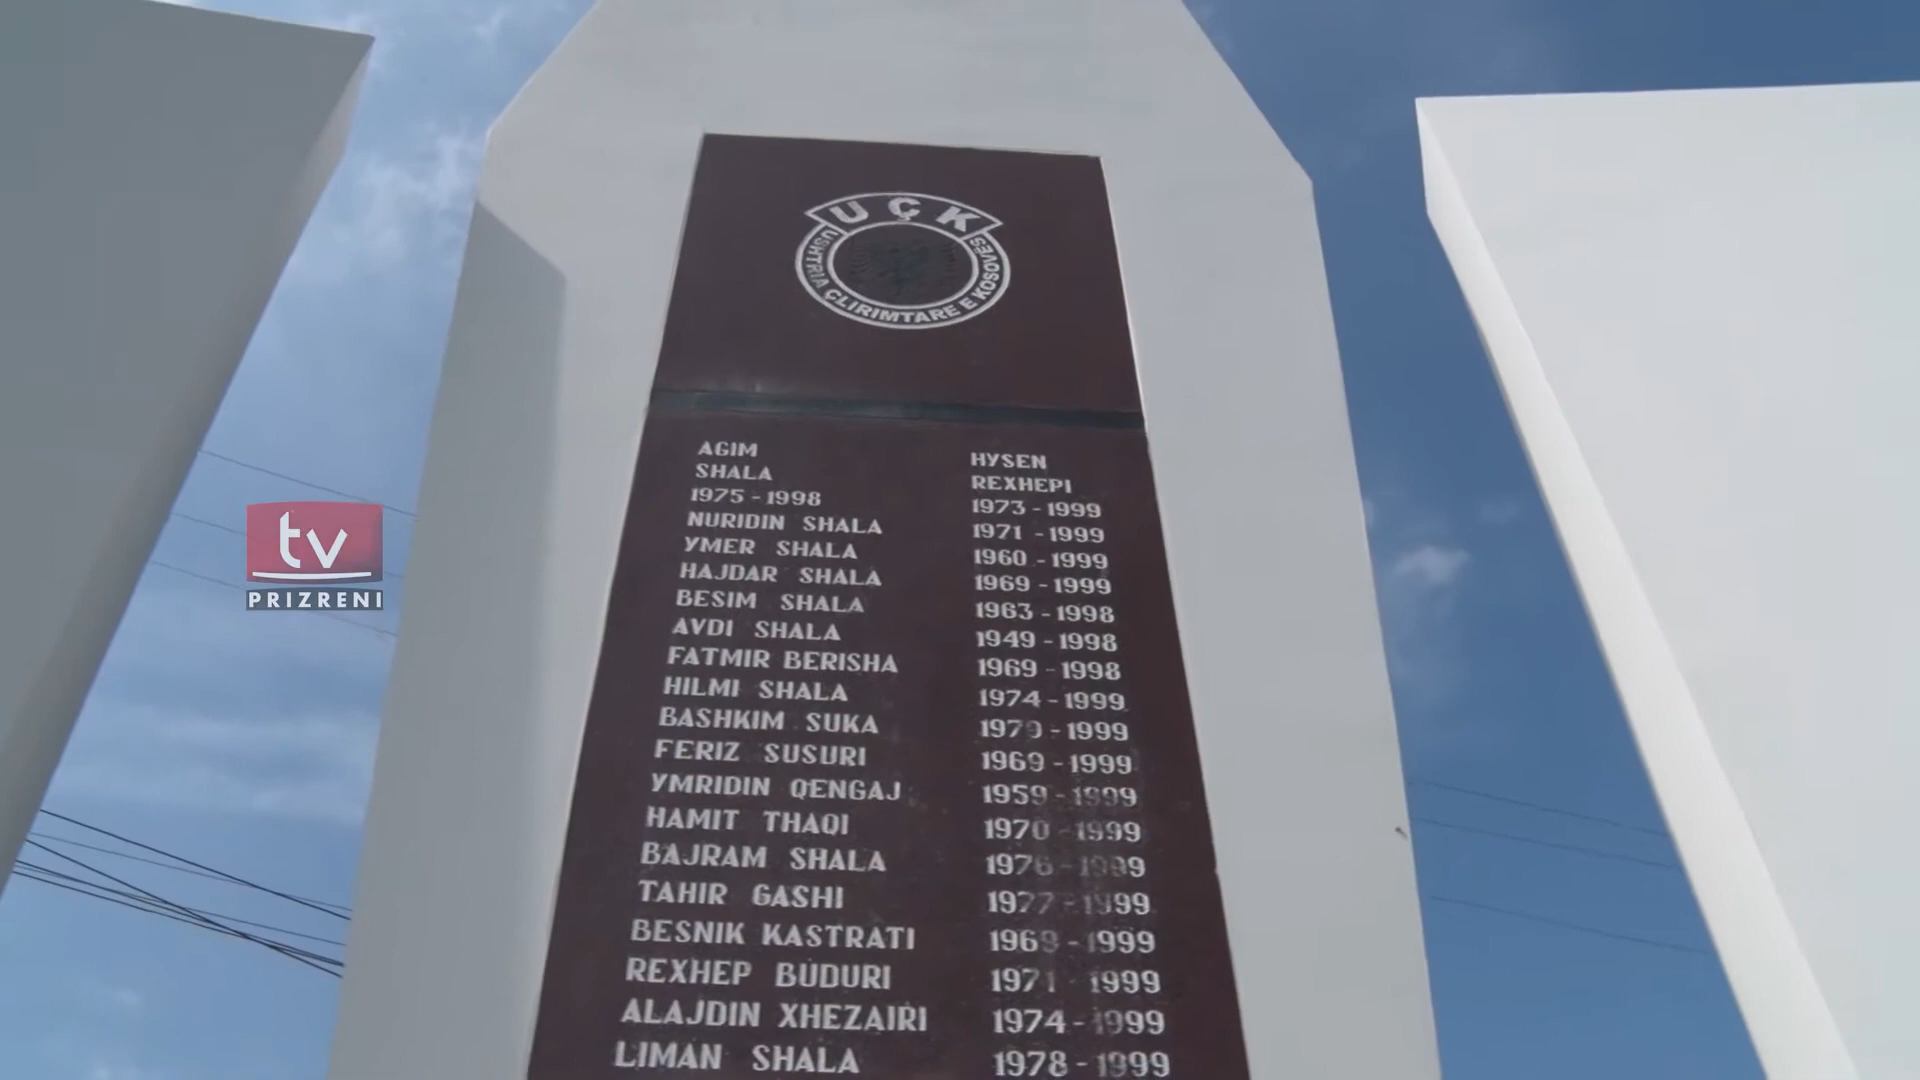 UÇK
USHTRIA ÇLIRIMTARE E KOSOVËS
AGIM
SHALA
1975 - 1998
HYSEN
REXHEPI
1973 - 1999
NURIDIN SHALA 1971 - 1999
YMER SHALA 1960 - 1999
HAJDAR SHALA 1969 - 1999
BESIM SHALA 1963 - 1998
AVDI SHALA 1949 - 1998
FATMIR BERISHA 1969 - 1998
HILMI SHALA 1974 - 1999
BASHKIM SUKA 1979 - 1999
FERIZ SUSURI 1969 - 1999
YMRIDIN QENGAJ 1959 - 1999
HAMIT THAQI 1970 - 1999
BAJRAM SHALA 1976 - 1999
TAHIR GASHI 1977 - 1999
BESNIK KASTRATI 1969 - 1999
REXHEP BUDURI 1971 - 1999
ALAJDIN XHEZAIRI 1974 - 1999
LIMAN SHALA 1978 - 1999
tv
PRIZRENI